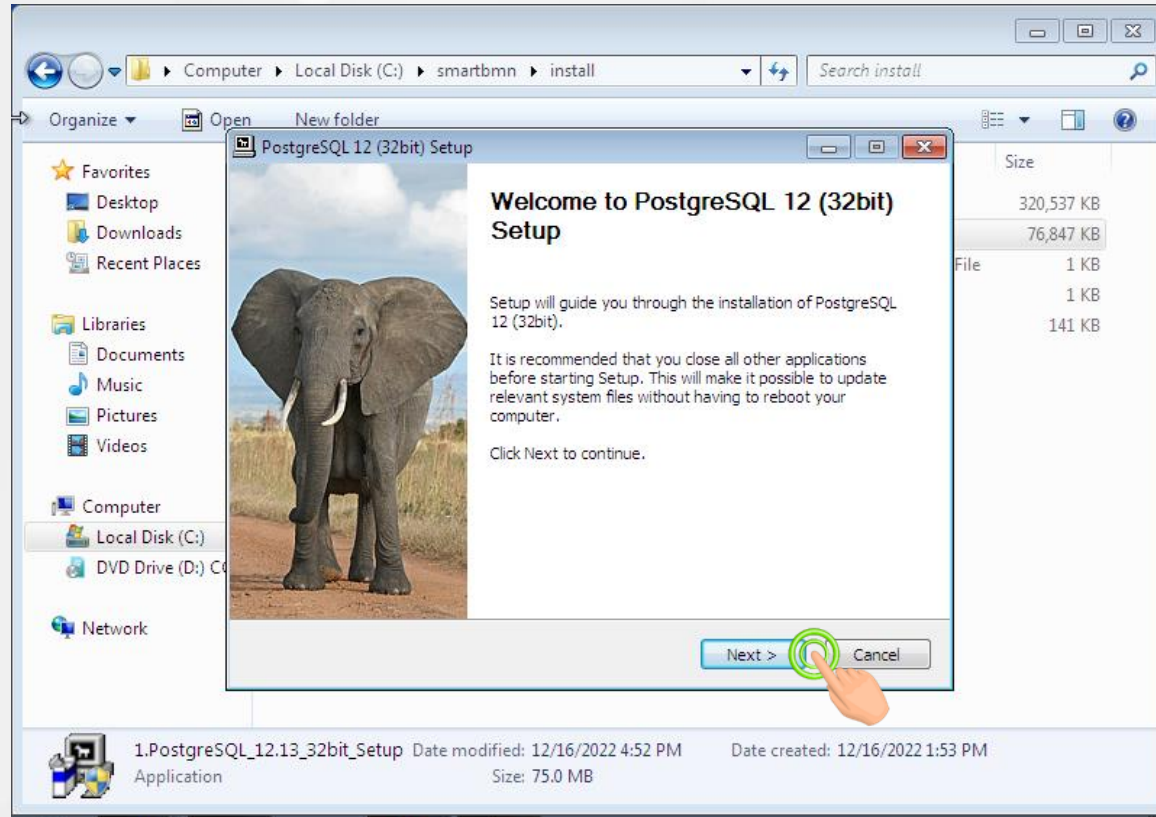 Computer ▸ Local Disk (C:) ▸ smartbmn ▸ install
Search install
Organize
Open
New folder
Favorites
Desktop
Downloads
Recent Places
Libraries
Documents
Music
Pictures
Videos
Computer
Local Disk (C:)
DVD Drive (D:)
Network
Size
320,537 KB
76,847 KB
File 1 KB
1 KB
141 KB
PostgreSQL 12 (32bit) Setup
Welcome to PostgreSQL 12 (32bit)
Setup
Setup will guide you through the installation of PostgreSQL
12 (32bit).
It is recommended that you close all other applications
before starting Setup. This will make it possible to update
relevant system files without having to reboot your
computer.
Click Next to continue.
Next >
Cancel
1.PostgreSQL_12.13_32bit_Setup Date modified: 12/16/2022 4:52 PM Date created: 12/16/2022 1:53 PM
Application Size: 75.0 MB